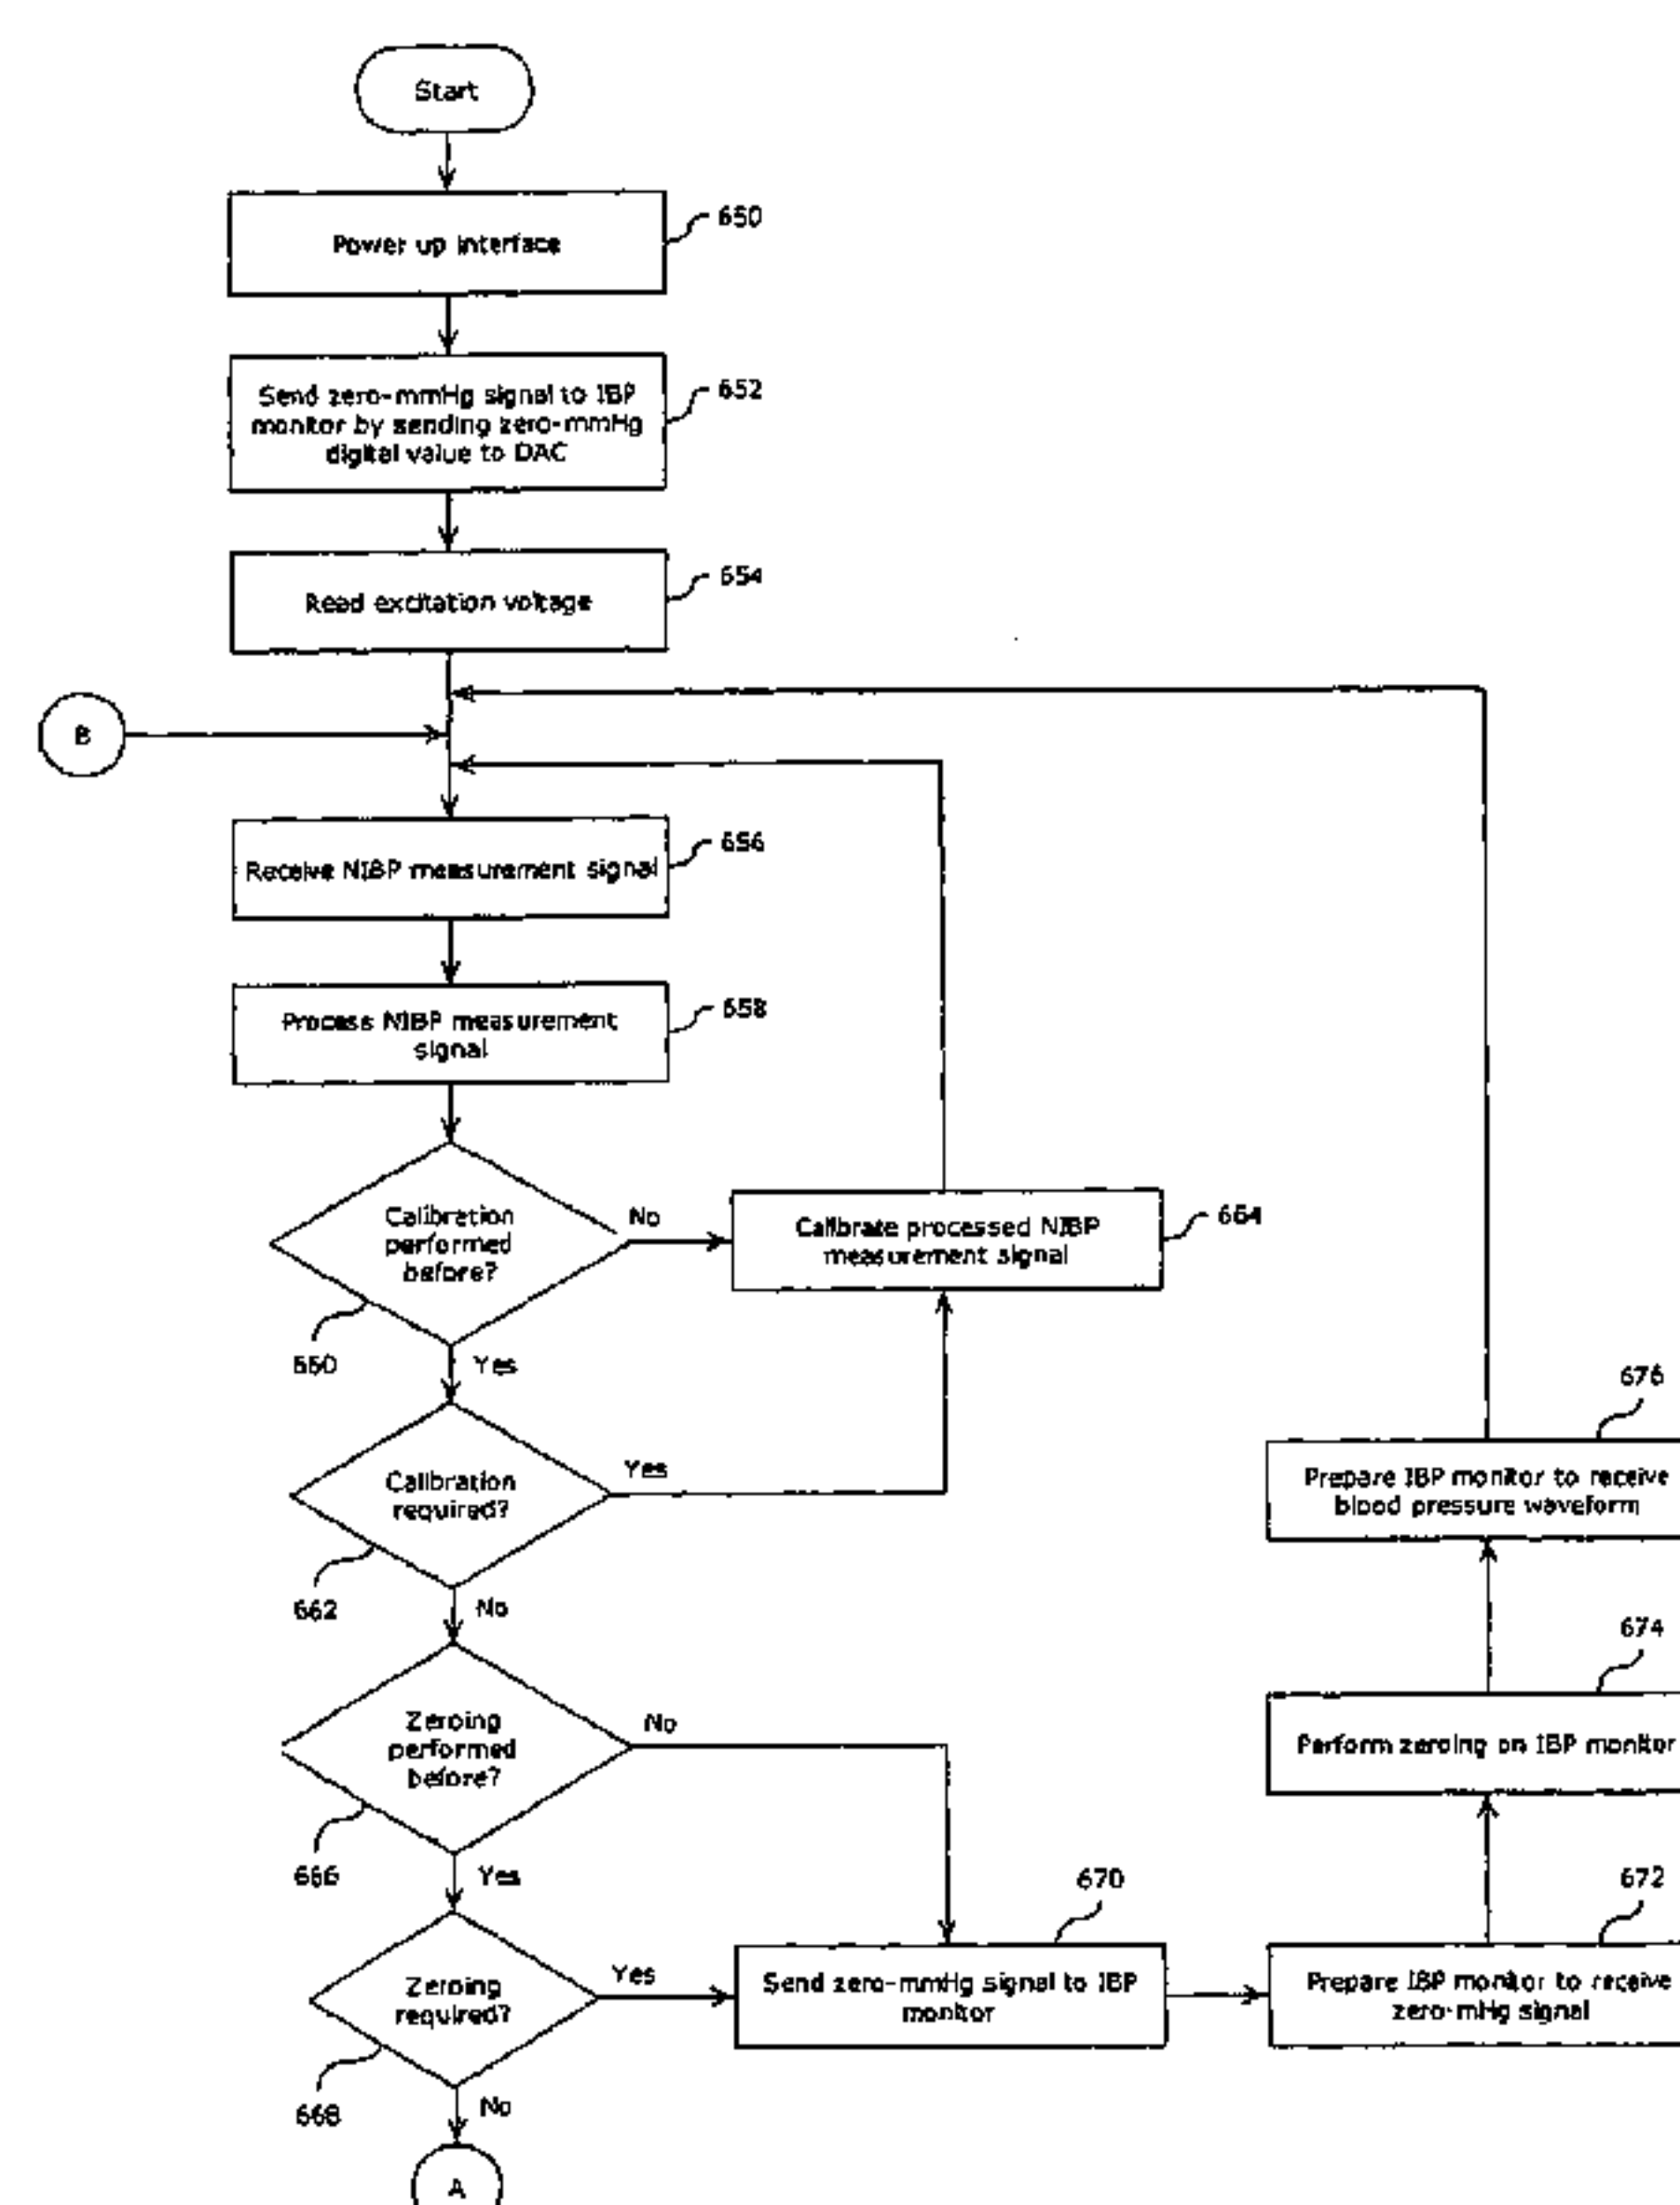 Start
Power up interface
650
Send zero-mmHg signal to IBP
monitor by sending zero-mmHg
digital value to DAC
652
Read excitation voltage
654
B
Receive NIBP measurement signal
656
Process NIBP measurement
signal
658
Calibration
performed
before?
No
660
Yes
Calibrate processed NIBP
measurement signal
664
Calibration
required?
Yes
662
No
676
Prepare IBP monitor to receive
blood pressure waveform
Zeroing
performed
before?
No
666
Yes
674
Perform zeroing on IBP monitor
Zeroing
required?
Yes
668
No
670
Send zero-mmHg signal to IBP
monitor
672
Prepare IBP monitor to receive
zero-mHg signal
A